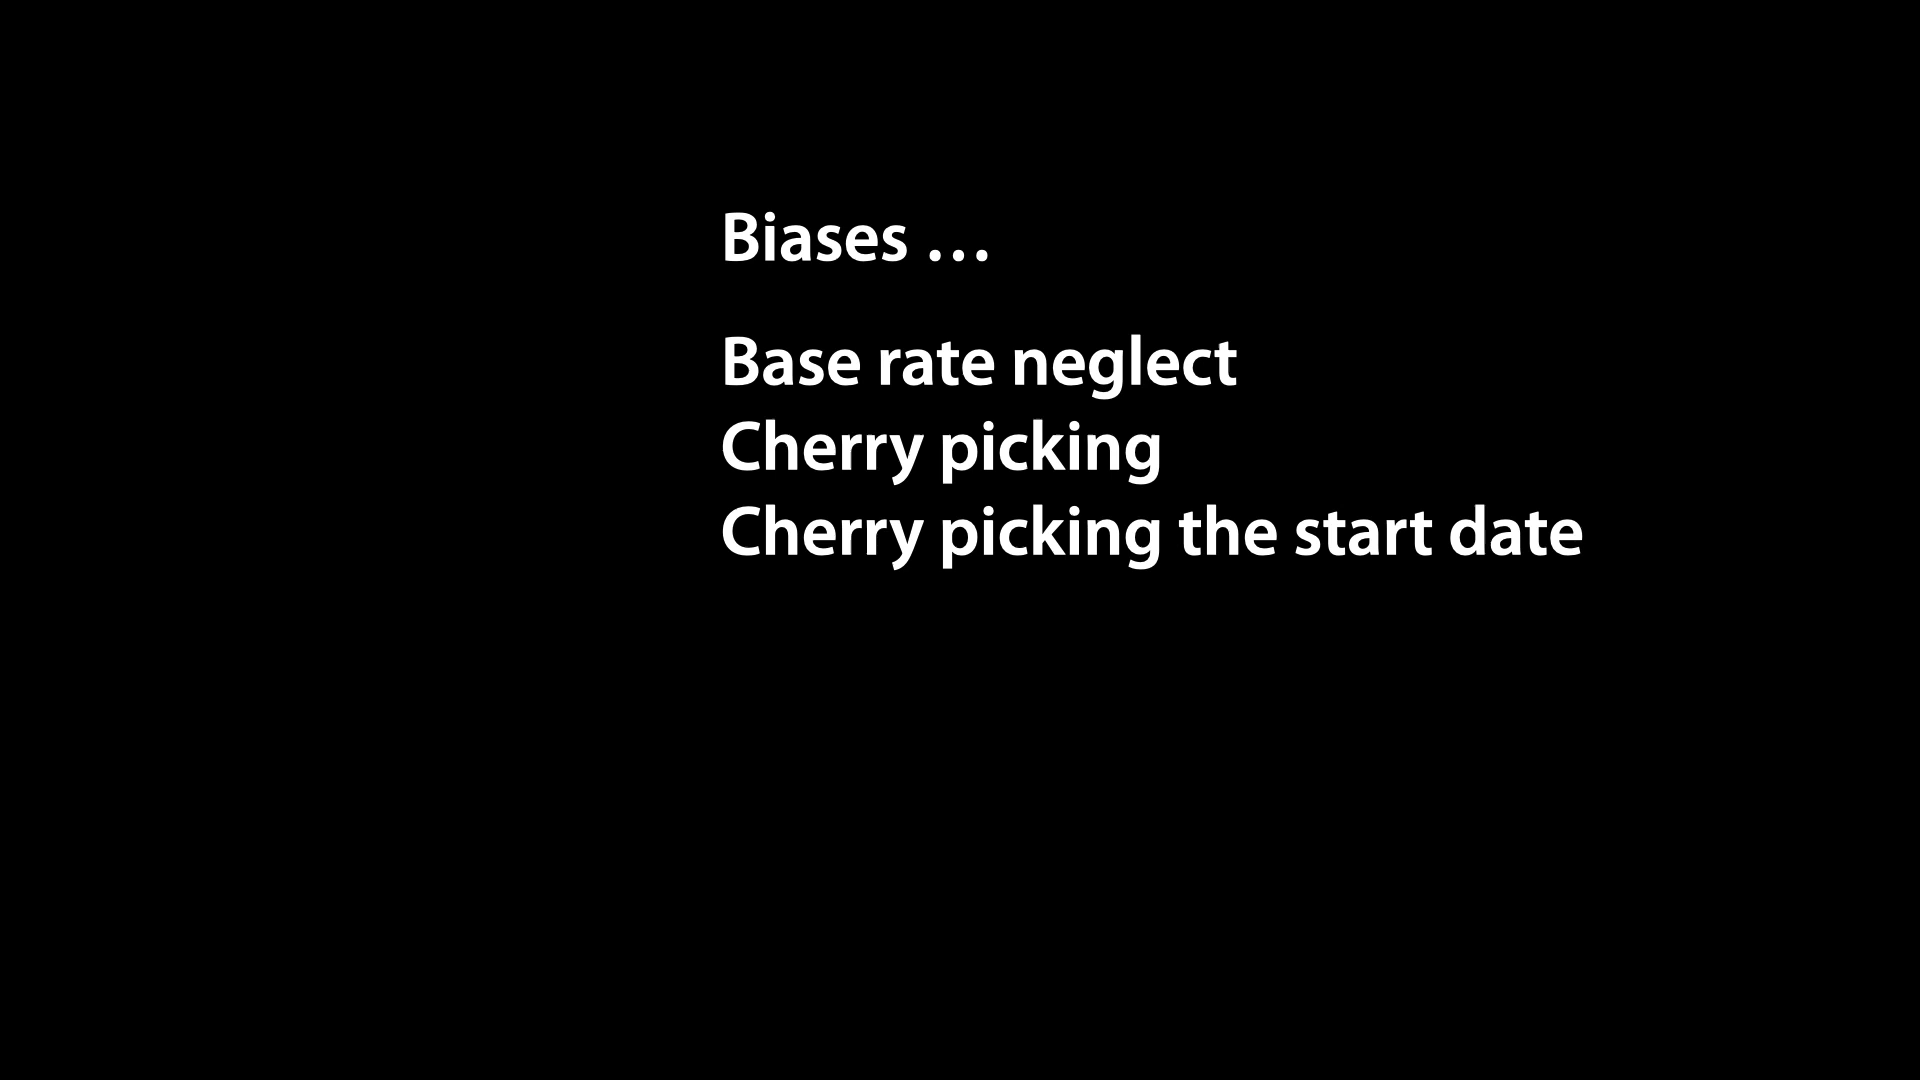 Biases …
Base rate neglect
Cherry picking
Cherry picking the start date